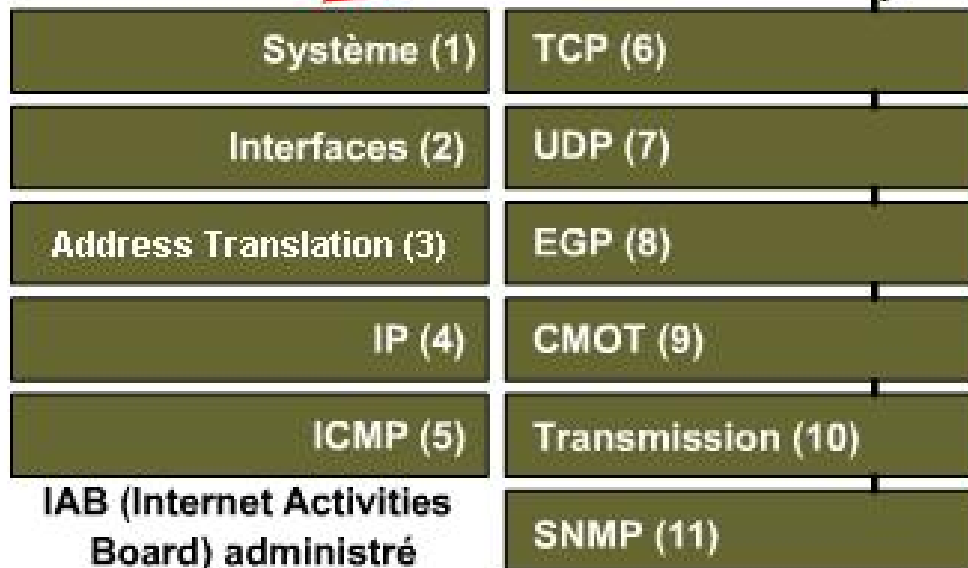 Système (1)
Interfaces (2)
Address Translation (3)
IP (4)
ICMP (5)
IAB (Internet Activities
Board) administré
TCP (6)
UDP (7)
EGP (8)
CMOT (9)
Transmission (10)
SNMP (11)